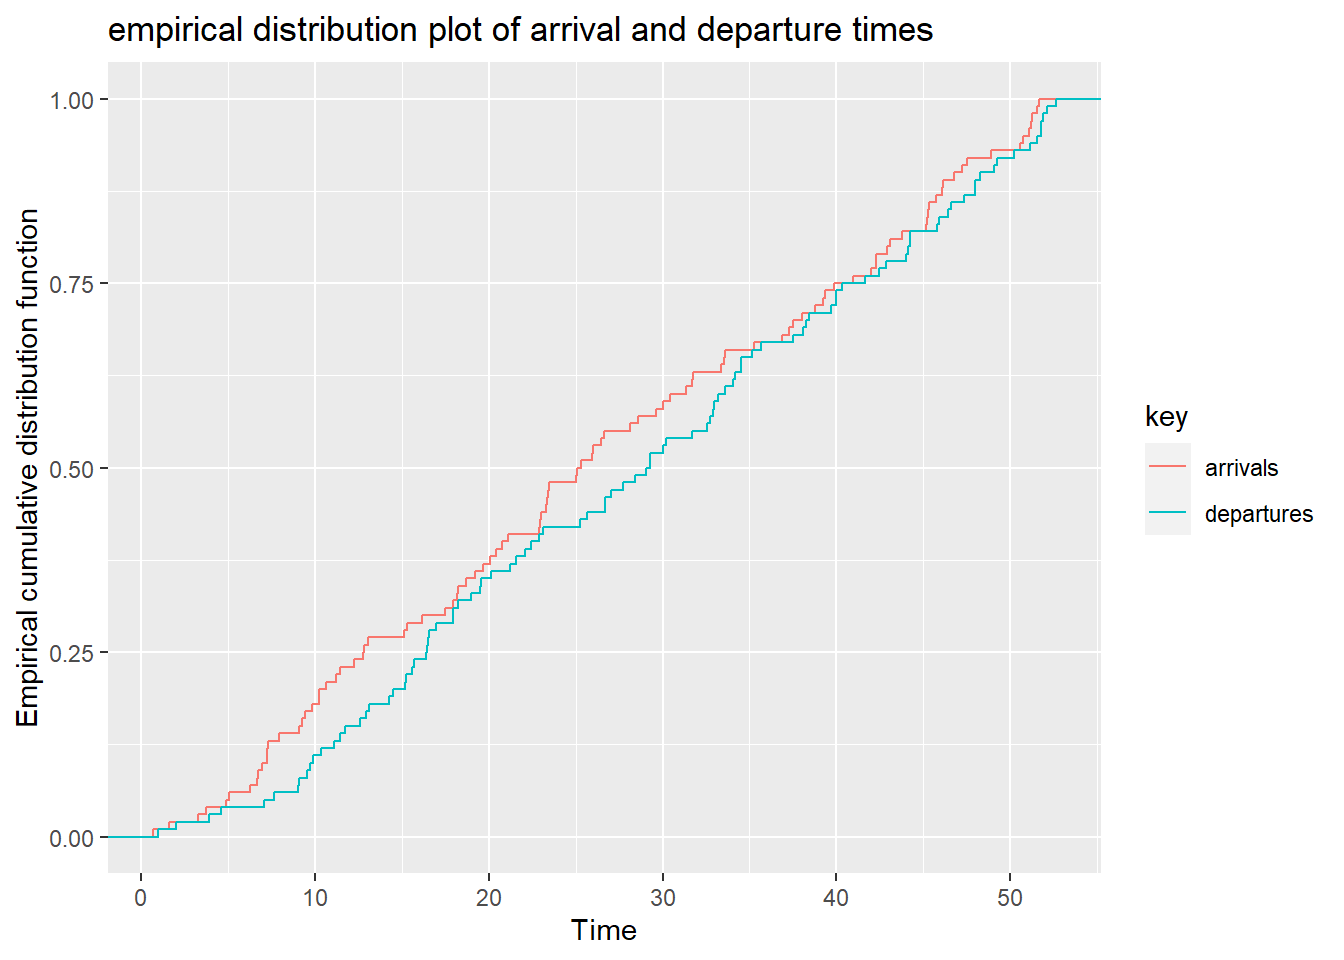 empirical distribution plot of arrival and departure times
Empirical cumulative distribution function
1.00
0.75
0.50
0.25
0.00
0
10
20
30
40
50
Time
key
arrivals
departures